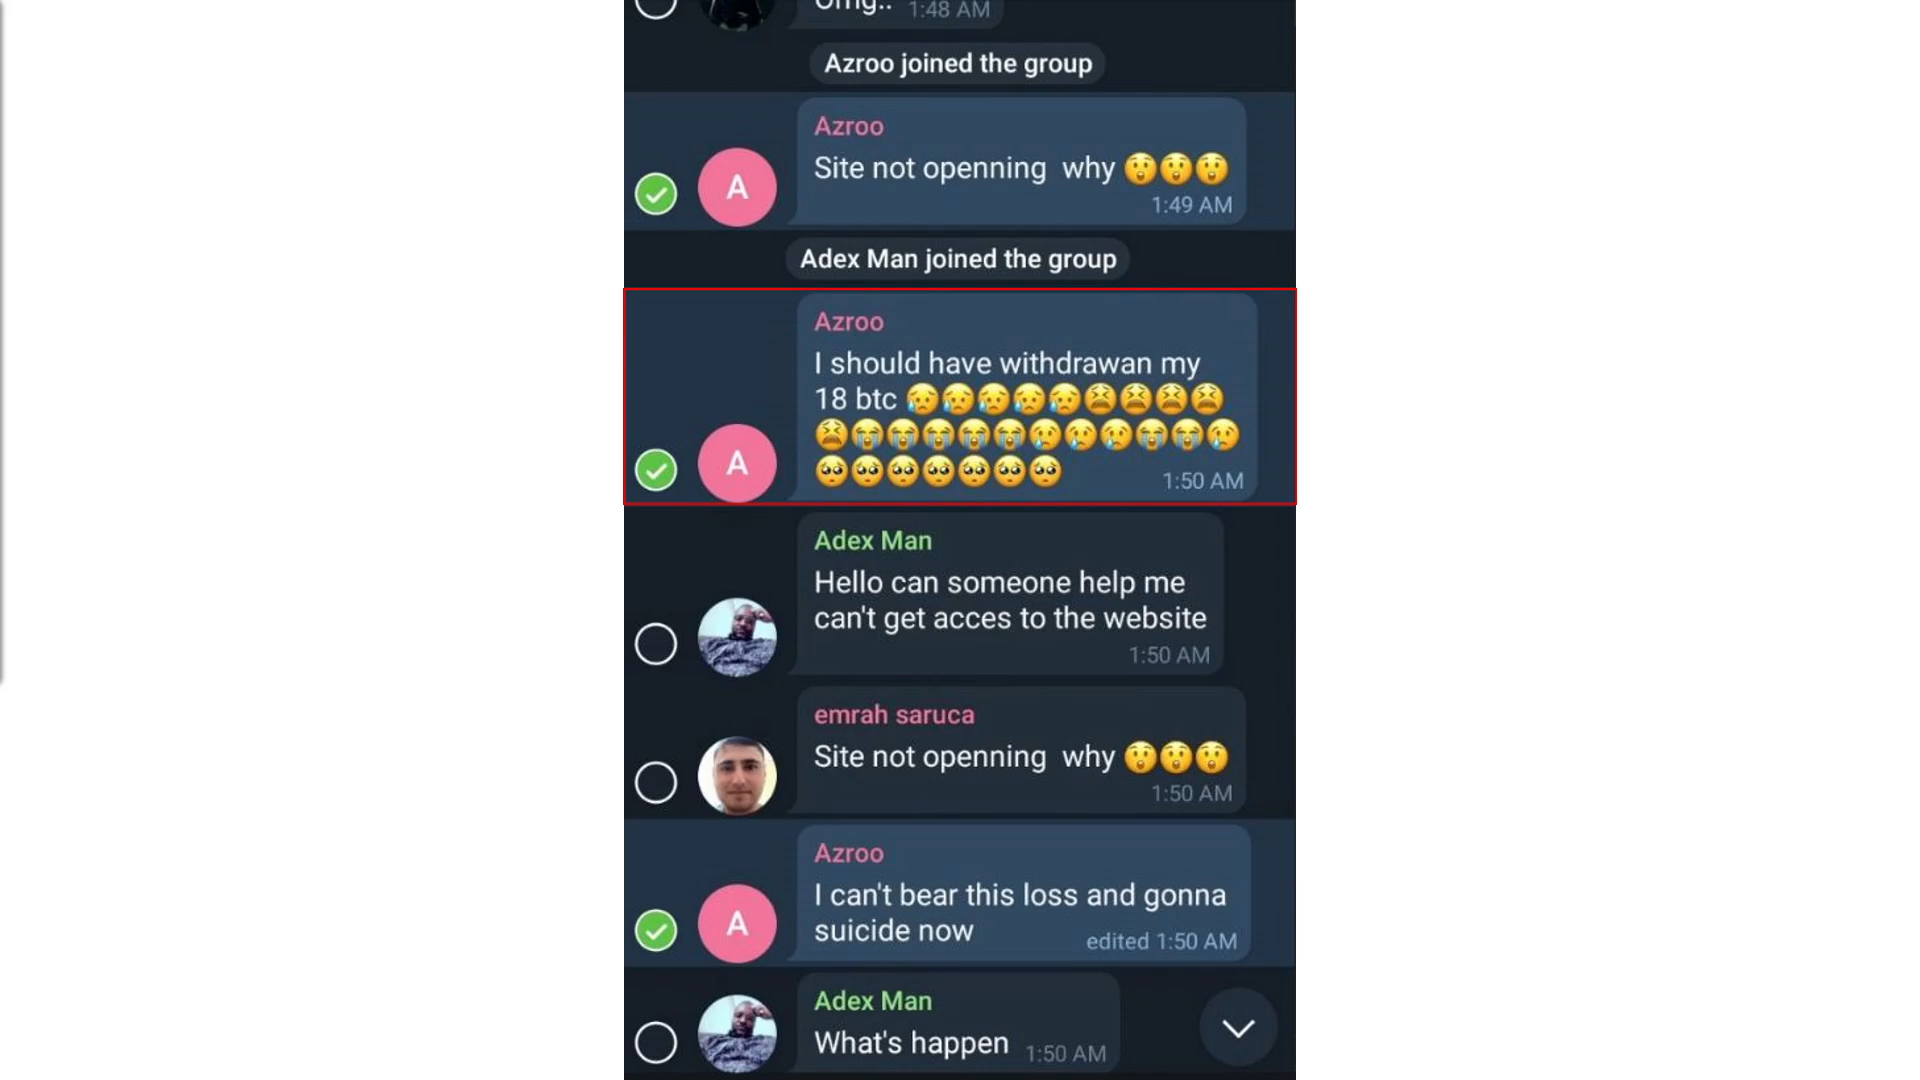 Omg.. 1:48 AM
Azroo joined the group
Azroo
Site not openning why 😲😲😲
1:49 AM
A
Adex Man joined the group
Azroo
I should have withdrawan my
18 btc 😥😥😥😥😥😫😫😫😫
😫😭😭😭😭😭😢😢😢😭😭😢
🥺🥺🥺🥺🥺🥺🥺 1:50 AM
A
Adex Man
Hello can someone help me
can't get acces to the website
1:50 AM
emrah saruca
Site not openning why 😲😲😲
1:50 AM
Azroo
I can't bear this loss and gonna
suicide now edited 1:50 AM
A
Adex Man
What's happen 1:50 AM